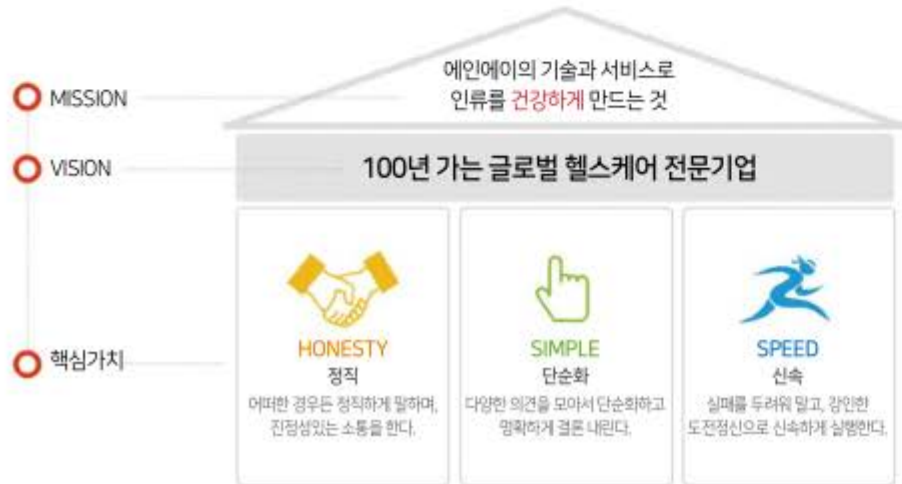 MISSION
에인에이의 기술과 서비스로
인류를 건강하게 만드는 것
VISION
100년 가는 글로벌 헬스케어 전문기업
핵심가치
HONESTY
정직
어떠한 경우든 정직하게 말하며,
진정성있는 소통을 한다.
SIMPLE
단순화
다양한 의견을 모아서 단순화하고
명확하게 결론 내린다.
SPEED
신속
실패를 두려워 말고, 강인한
도전정신으로 신속하게 실행한다.